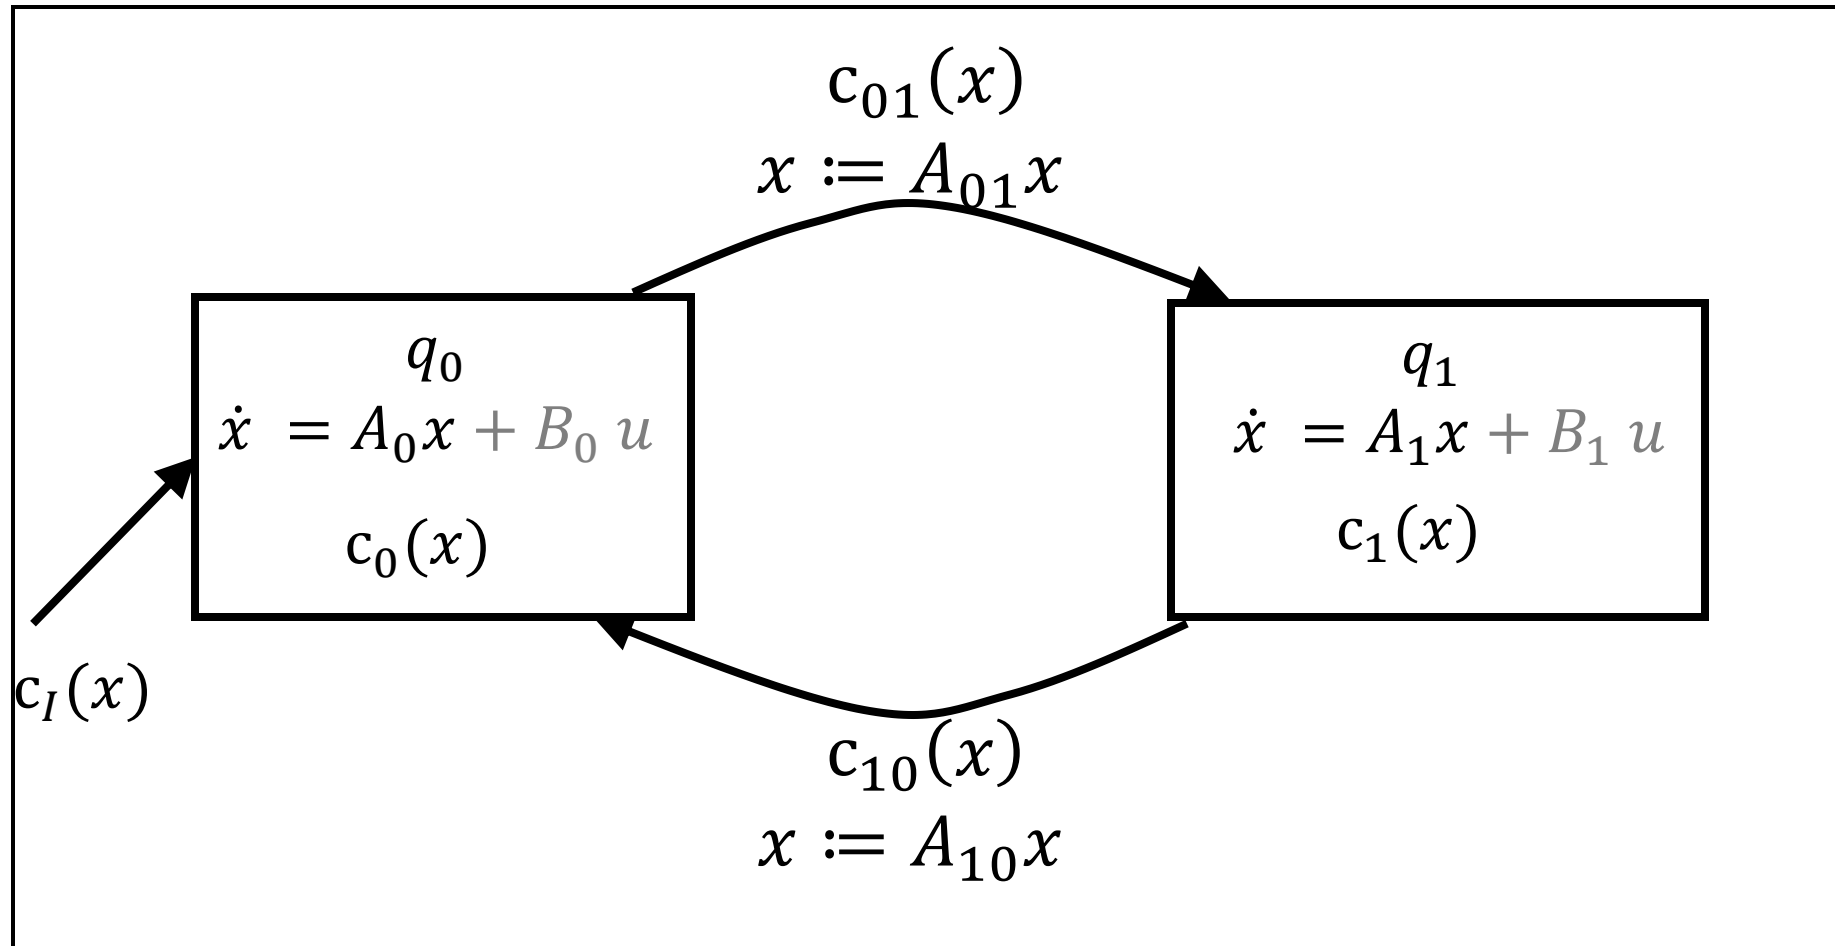 c₀₁(x)
x ≔ A₀₁x
q₀
ẋ = A₀x + B₀ u
c₀(x)
q₁
ẋ = A₁x + B₁ u
c₁(x)
c_I(x)
c₁₀(x)
x ≔ A₁₀x